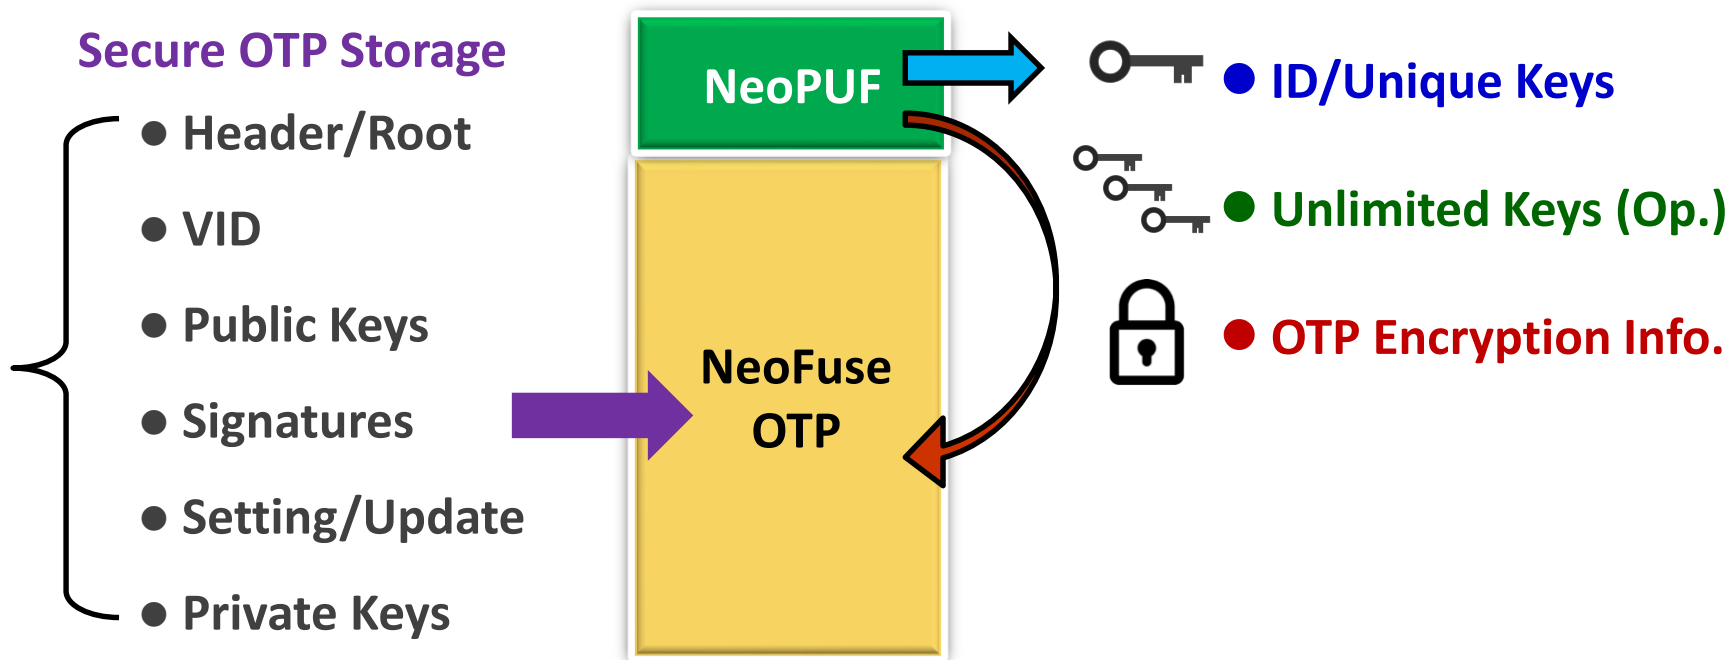 Secure OTP Storage
● Header/Root
● VID
● Public Keys
● Signatures
● Setting/Update
● Private Keys
NeoPUF
NeoFuse
OTP
● ID/Unique Keys
● Unlimited Keys (Op.)
● OTP Encryption Info.